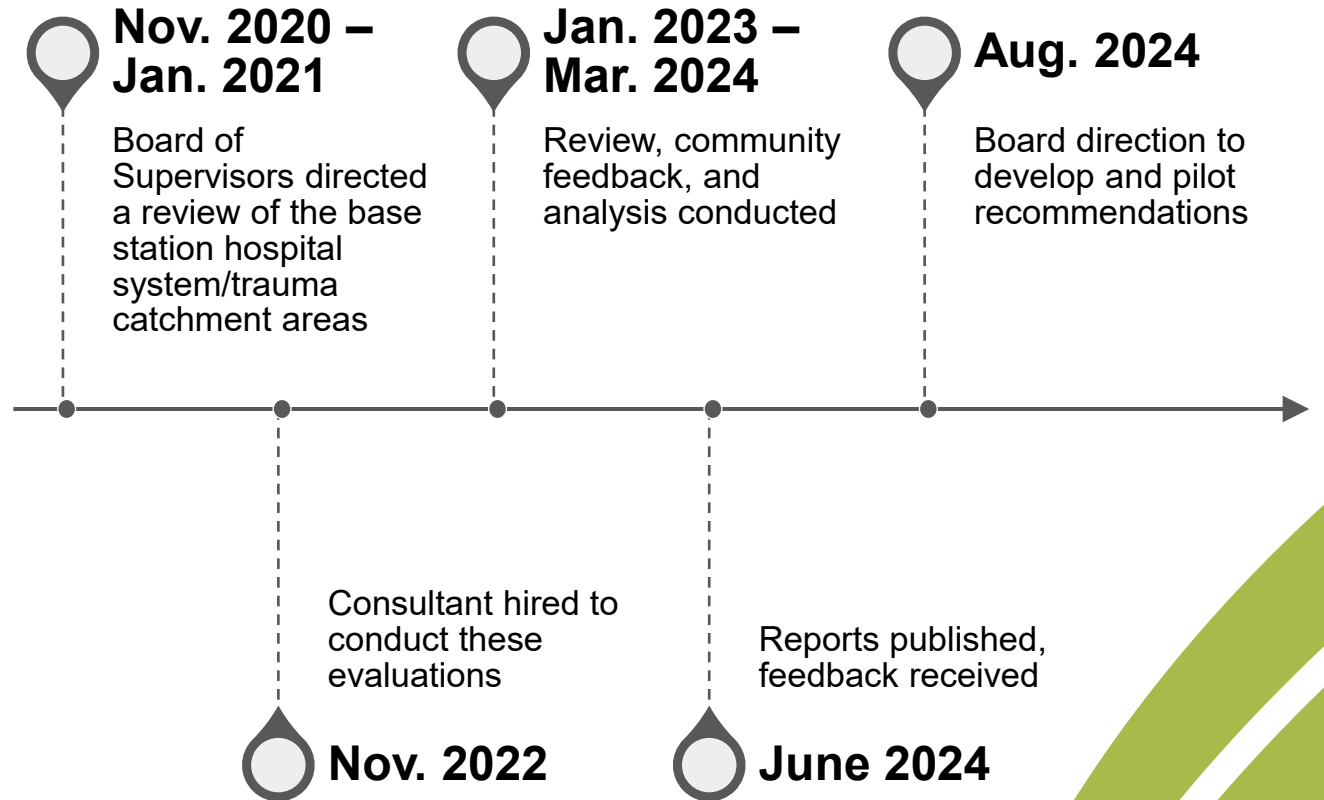 Nov. 2020 –
Jan. 2021
Board of
Supervisors directed
a review of the base
station hospital
system/trauma
catchment areas
Jan. 2023 –
Mar. 2024
Review, community
feedback, and
analysis conducted
Aug. 2024
Board direction to
develop and pilot
recommendations
Consultant hired to
conduct these
evaluations
Nov. 2022
Reports published,
feedback received
June 2024